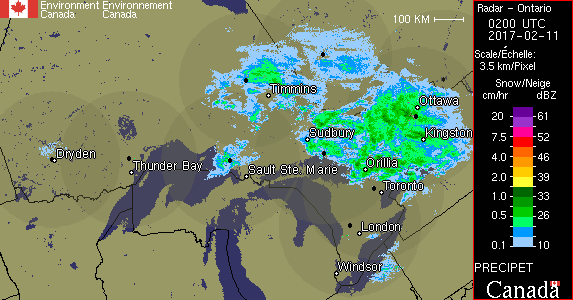 Environment Environnement
Canada Canada
100 KM
Timmins
Ottawa
Sudbury
Kingston
Dryden
Thunder Bay
Sault Ste. Marie
Orillia
Toronto
London
Windsor
Radar - Ontario
0200 UTC
2017-02-11
Scale/Échelle:
3.5 km/Pixel
Snow/Neige
cm/hr dBZ
20 61
7.5 52
4.0 46
2.0 39
1.0 33
0.5 26
0.1 10
PRECIPET
Canada